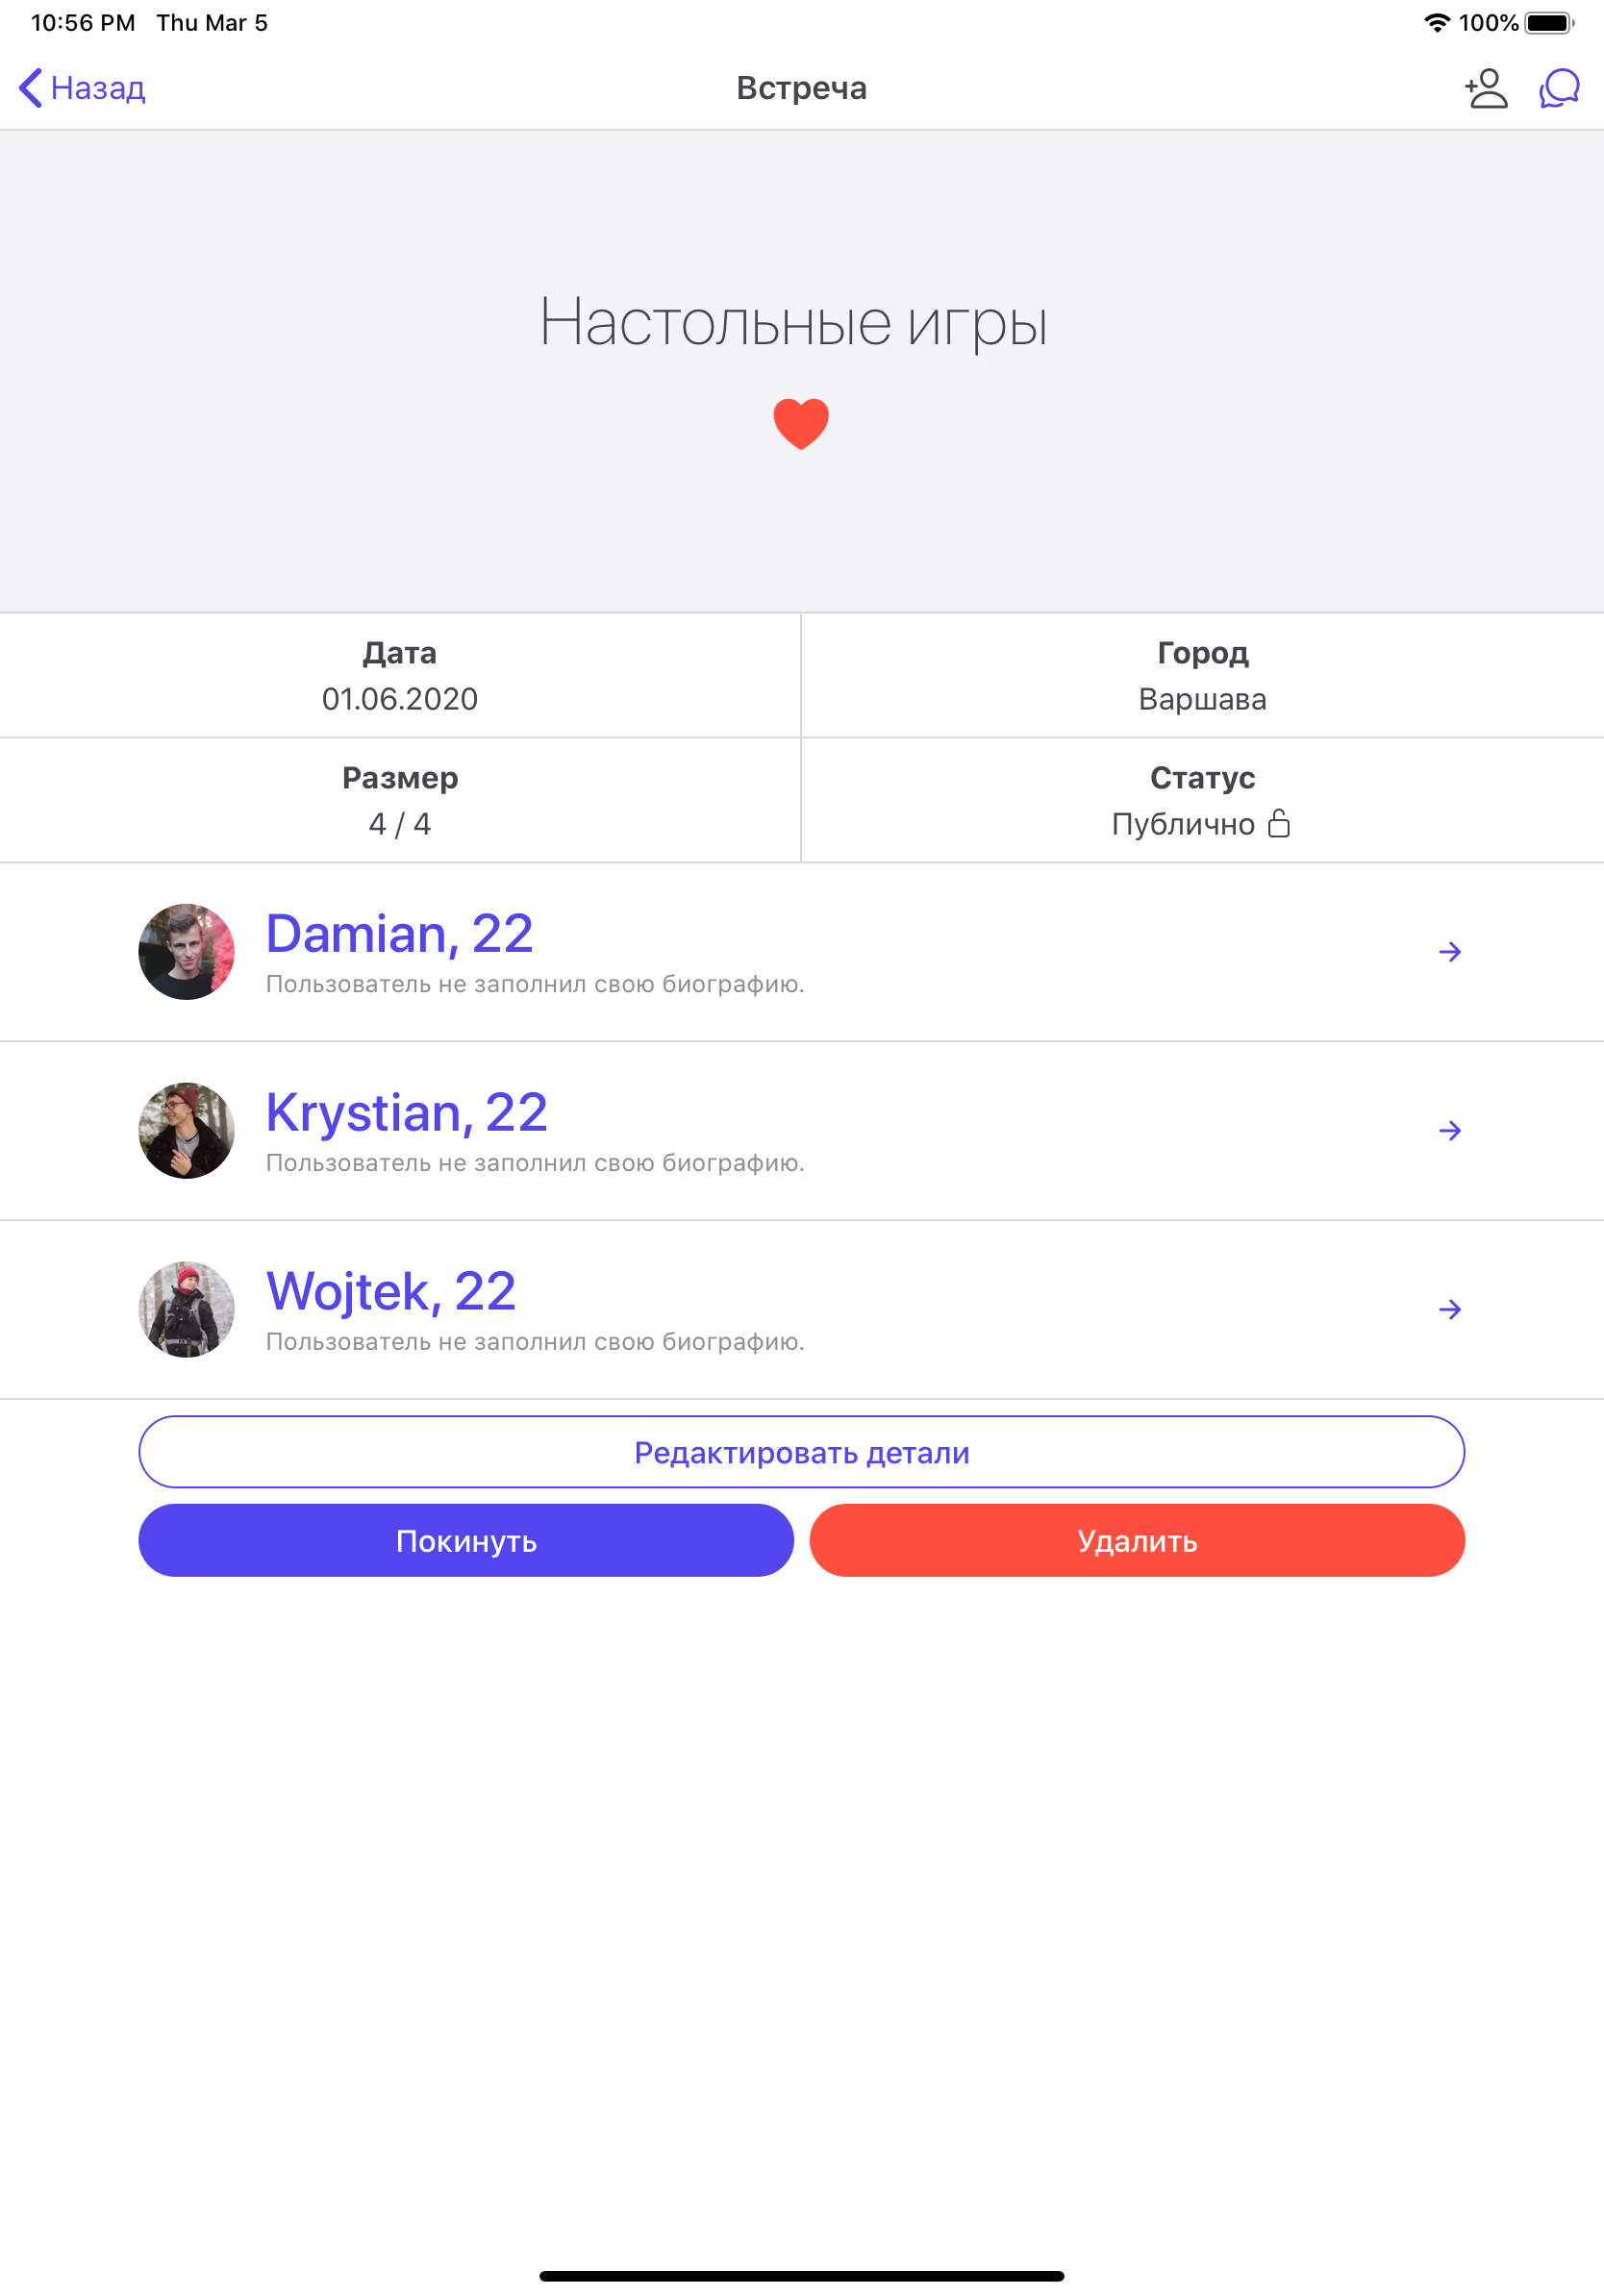 10:56 PM Thu Mar 5 100%
Назад Встреча
Настольные игры
Дата Город
01.06.2020 Варшава
Размер Статус
4 / 4 Публично
Damian, 22
Пользователь не заполнил свою биографию.
Krystian, 22
Пользователь не заполнил свою биографию.
Wojtek, 22
Пользователь не заполнил свою биографию.
Редактировать детали
Покинуть Удалить